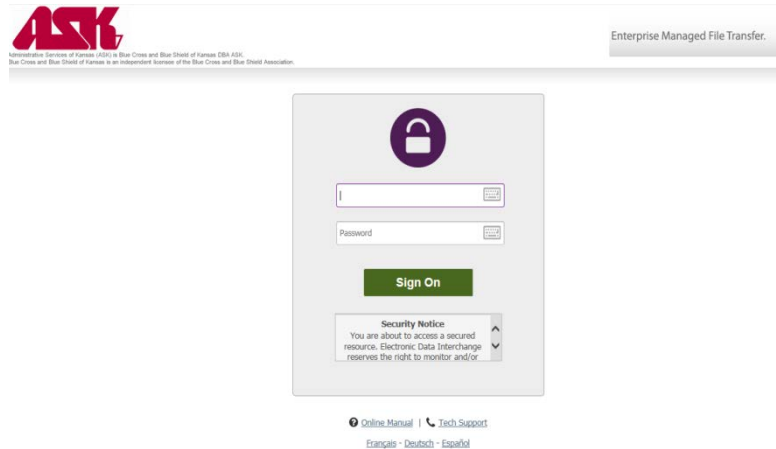 ASK
Administrative Services of Kansas (ASK) is Blue Cross and Blue Shield of Kansas DBA ASK.
Blue Cross and Blue Shield of Kansas is an independent licensee of the Blue Cross and Blue Shield Association.
Enterprise Managed File Transfer.
Password
Sign On
Security Notice
You are about to access a secured
resource. Electronic Data Interchange
reserves the right to monitor and/or
Online Manual | Tech Support
Français - Deutsch - Español